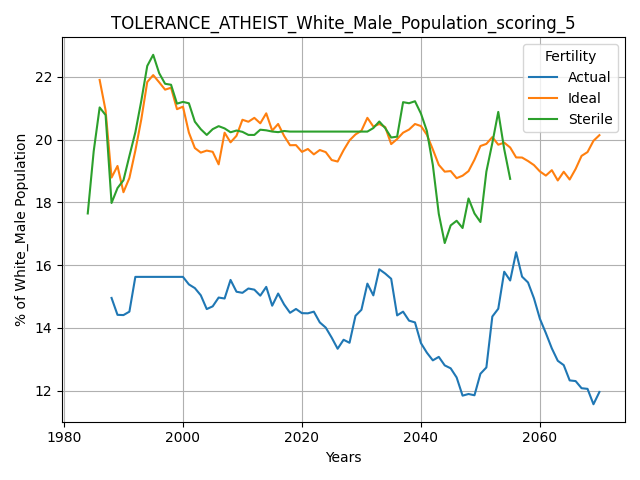 TOLERANCE_ATHEIST_White_Male_Population_scoring_5
% of White_Male Population
22
20
18
16
14
12
Fertility
Actual
Ideal
Sterile
1980
2000
2020
2040
2060
Years